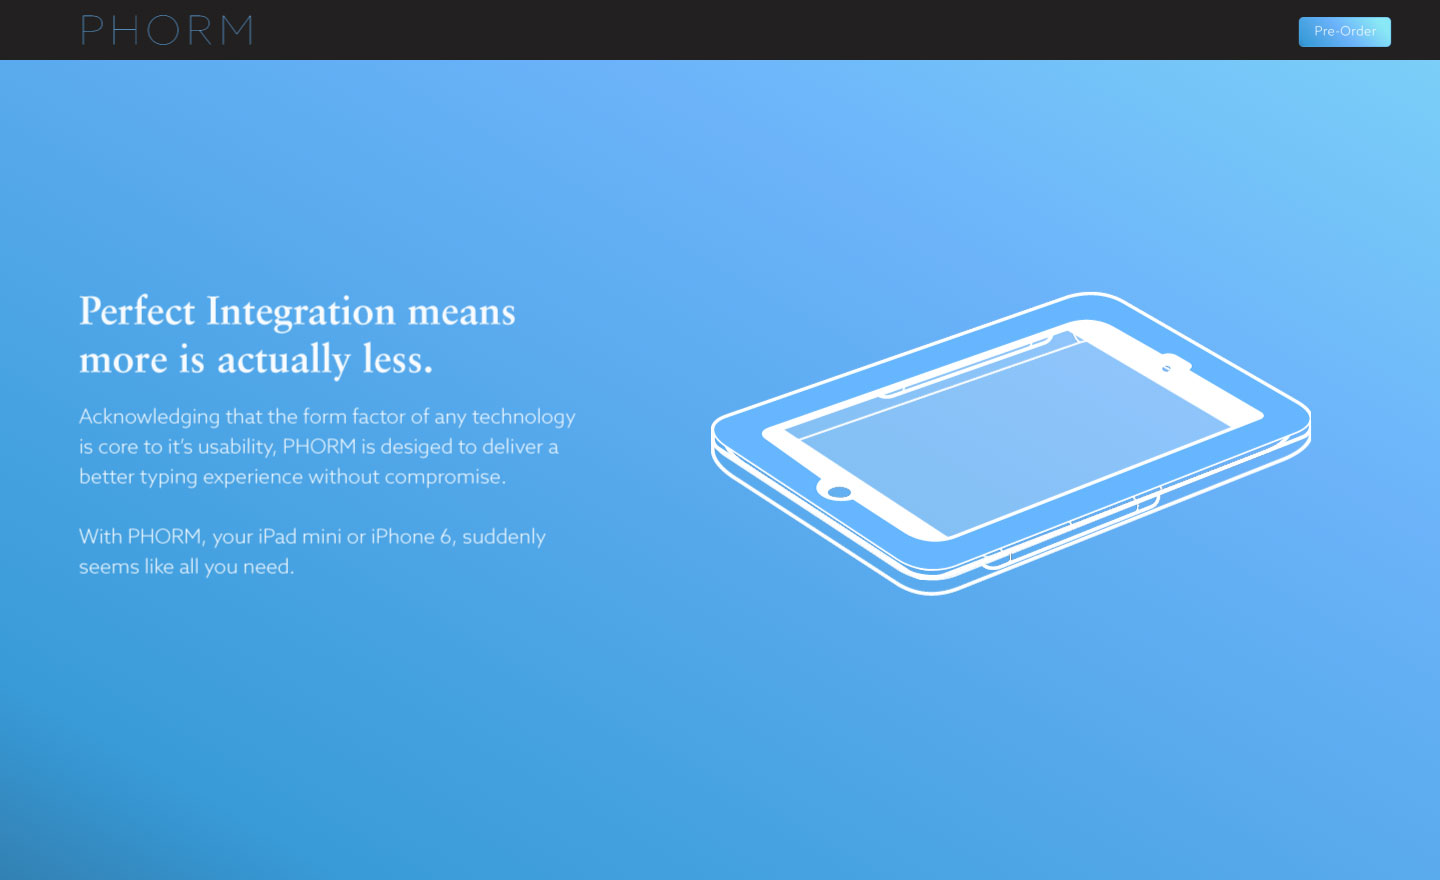 PHORM
Pre-Order
Perfect Integration means
more is actually less.
Acknowledging that the form factor of any technology
is core to it's usability, PHORM is desiged to deliver a
better typing experience without compromise.
With PHORM, your iPad mini or iPhone 6, suddenly
seems like all you need.